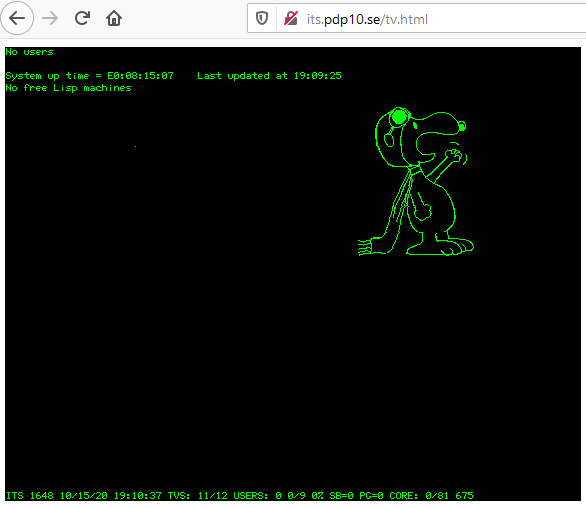 its.pdp10.se/tv.html
No users
System up time = E0:08:15:07    Last updated at 19:09:25
No free Lisp machines
ITS 1648 10/15/20 19:10:37 TVS: 11/12 USERS: 0 0/9 0% SB=0 PG=0 CORE: 0/81 675